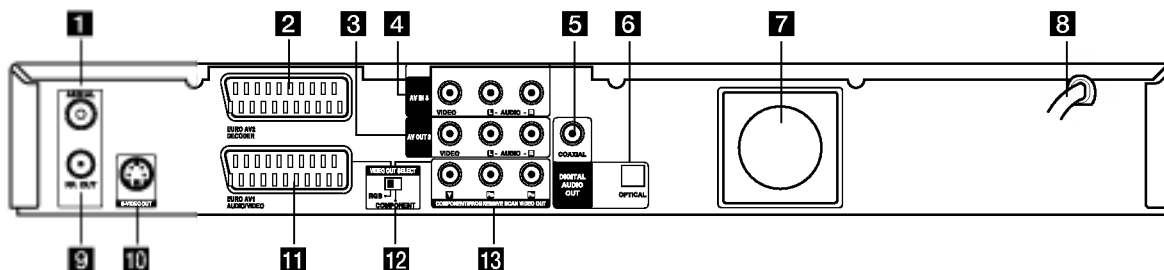 1 2 3 4 5 6 7 8
AERIAL
RF. OUT
S-VIDEO OUT
EURO AV2
DECODER
EURO AV1
AUDIO/VIDEO
AV IN 3
VIDEO L - AUDIO - R
AV OUT 3
VIDEO L - AUDIO - R
VIDEO OUT SELECT
RGB
COMPONENT
Y PB PR
COMPONENT/PROGRESSIVE SCAN VIDEO OUT
COAXIAL
DIGITAL
AUDIO
OUT
OPTICAL
9 10 11 12 13